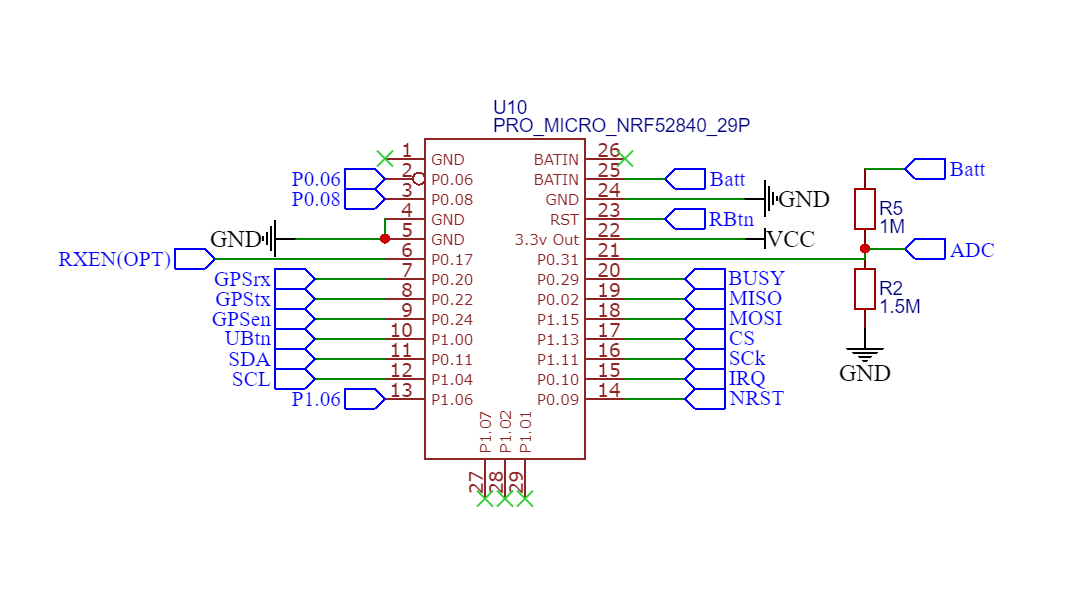 U10
PRO_MICRO_NRF52840_29P
1 GND BATIN 26
P0.06 2 P0.06 BATIN 25 Batt
P0.08 3 P0.08 GND 24 GND
4 GND RST 23 RBtn
GND 5 GND 3.3v Out 22 VCC
RXEN(OPT) 6 P0.17 P0.31 21
GPSrx 7 P0.20 P0.29 20 BUSY
GPStx 8 P0.22 P0.02 19 MISO
GPSen 9 P0.24 P1.15 18 MOSI
UBtn 10 P1.00 P1.13 17 CS
SDA 11 P0.11 P1.11 16 SCk
SCL 12 P1.04 P0.10 15 IRQ
P1.06 13 P1.06 P0.09 14 NRST
P1.07 P1.02 P1.01
27 28 29
Batt
R5
1M
ADC
R2
1.5M
GND